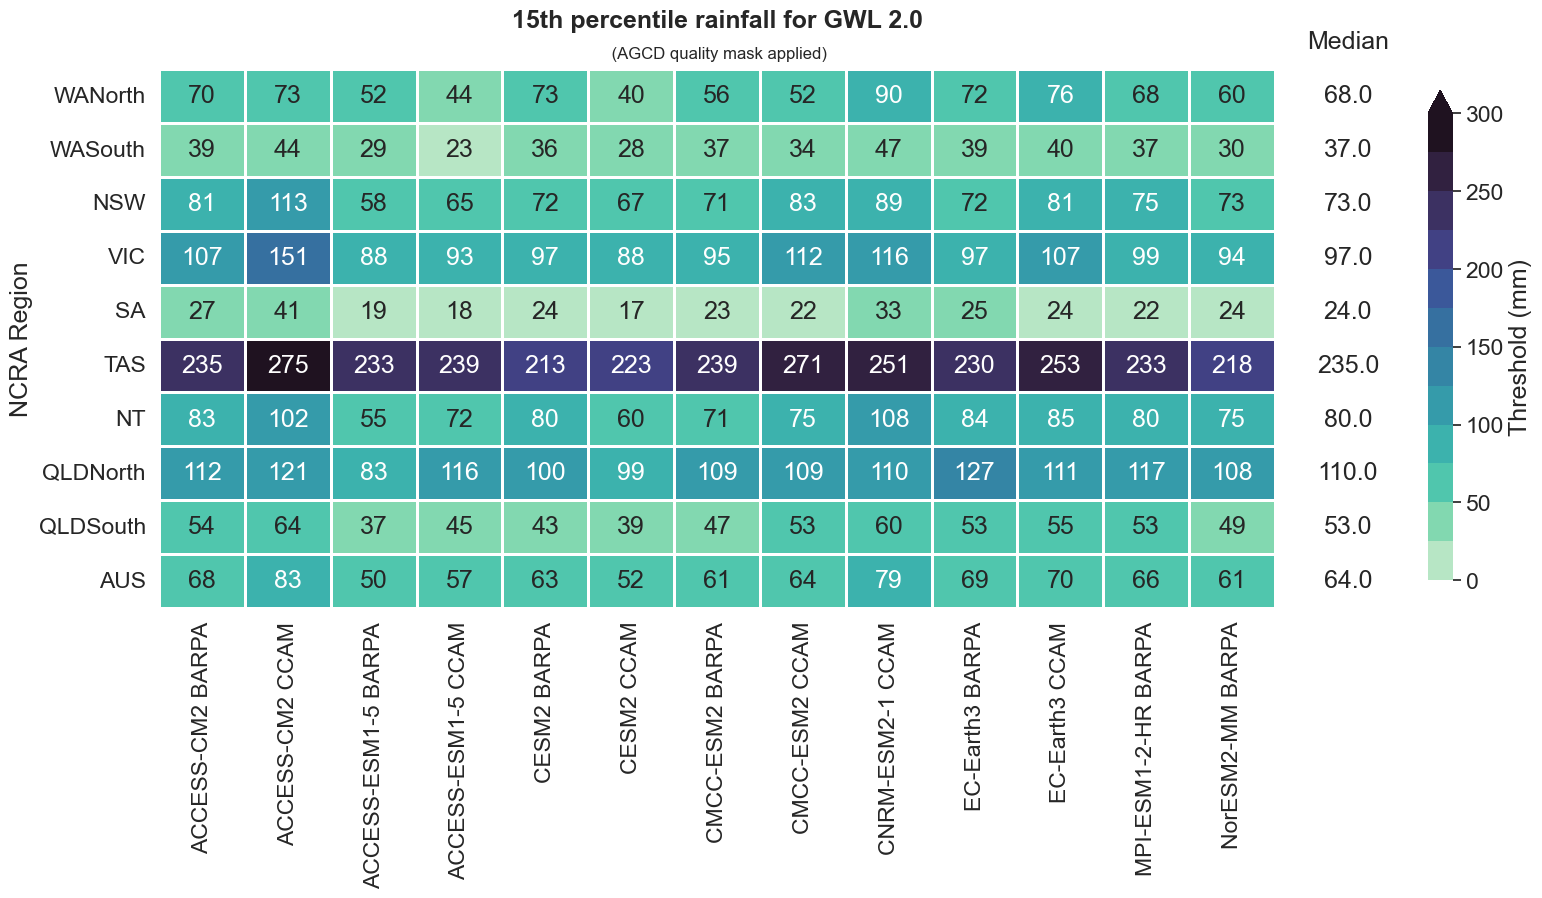 15th percentile rainfall for GWL 2.0
(AGCD quality mask applied)
Median
WANorth 70 73 52 44 73 40 56 52 90 72 76 68 60 68.0
WASouth 39 44 29 23 36 28 37 34 47 39 40 37 30 37.0
NSW 81 113 58 65 72 67 71 83 89 72 81 75 73 73.0
VIC 107 151 88 93 97 88 95 112 116 97 107 99 94 97.0
SA 27 41 19 18 24 17 23 22 33 25 24 22 24 24.0
TAS 235 275 233 239 213 223 239 271 251 230 253 233 218 235.0
NT 83 102 55 72 80 60 71 75 108 84 85 80 75 80.0
QLDNorth 112 121 83 116 100 99 109 109 110 127 111 117 108 110.0
QLDSouth 54 64 37 45 43 39 47 53 60 53 55 53 49 53.0
AUS 68 83 50 57 63 52 61 64 79 69 70 66 61 64.0
NCRA Region
ACCESS-CM2 BARPA
ACCESS-CM2 CCAM
ACCESS-ESM1-5 BARPA
ACCESS-ESM1-5 CCAM
CESM2 BARPA
CESM2 CCAM
CMCC-ESM2 BARPA
CMCC-ESM2 CCAM
CNRM-ESM2-1 CCAM
EC-Earth3 BARPA
EC-Earth3 CCAM
MPI-ESM1-2-HR BARPA
NorESM2-MM BARPA
300
250
200
150
100
50
0
Threshold (mm)